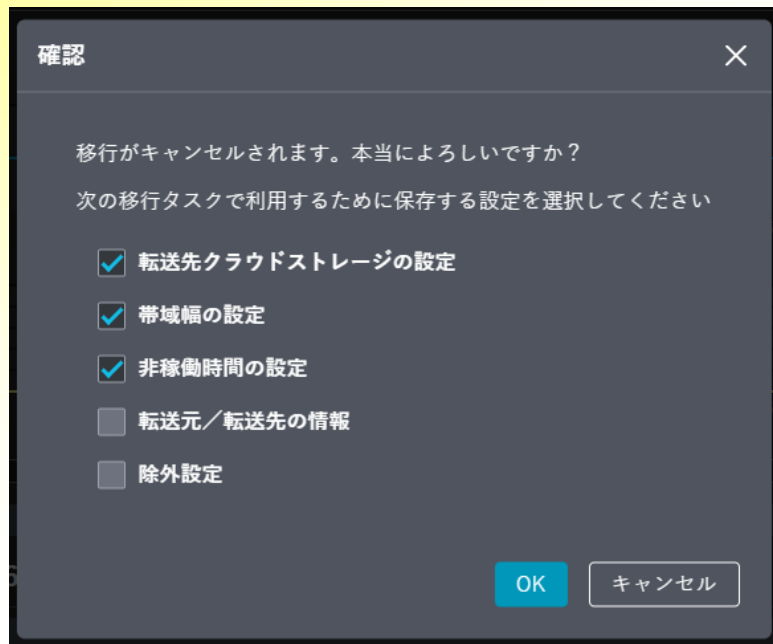 確認
移行がキャンセルされます。本当によろしいですか？
次の移行タスクで利用するために保存する設定を選択してください
転送先クラウドストレージの設定
帯域幅の設定
非稼働時間の設定
転送元／転送先の情報
除外設定
OK キャンセル